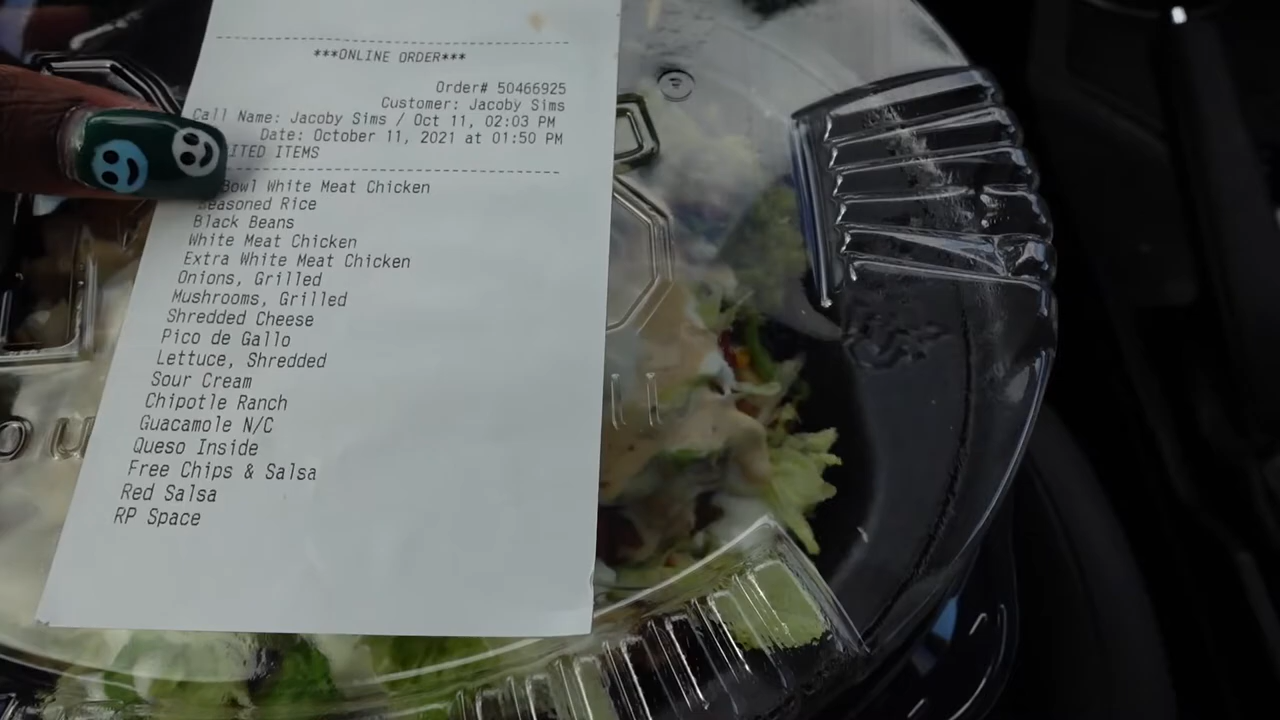 ***ONLINE ORDER***
Order# 50466925
Customer: Jacoby Sims
Call Name: Jacoby Sims / Oct 11, 02:03 PM
Date: October 11, 2021 at 01:50 PM
ITEMS
Bowl White Meat Chicken
Seasoned Rice
Black Beans
White Meat Chicken
Extra White Meat Chicken
Onions, Grilled
Mushrooms, Grilled
Shredded Cheese
Pico de Gallo
Lettuce, Shredded
Sour Cream
Chipotle Ranch
Guacamole N/C
Queso Inside
Free Chips & Salsa
Red Salsa
RP Space